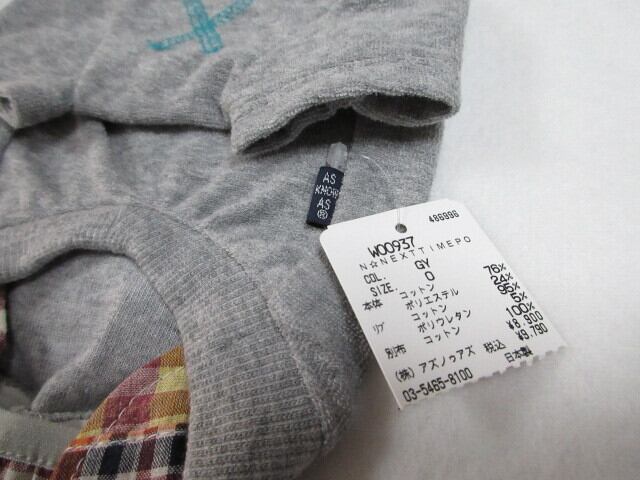 AS
KNOWS
AS®
486996
W00937
N☆NEXTTIMEPO
COL. GY
SIZE. 0
本体 コットン 76%
ポリエステル 24%
リブ コットン 95%
ポリウレタン 5%
別布 コットン 100%
¥8,900
税込 ¥9,790
(株) アズノゥアズ 日本製
03-5465-8100